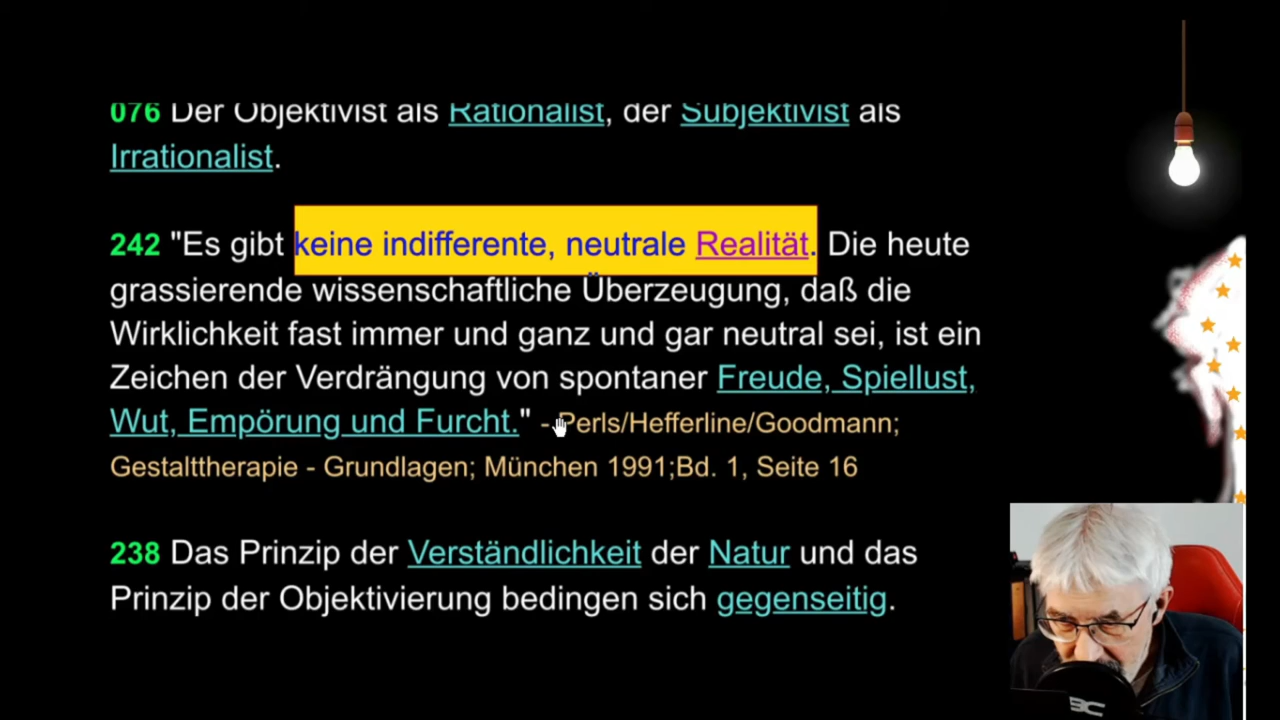 076 Der Objektivist als Rationalist, der Subjektivist als
Irrationalist.
242 "Es gibt keine indifferente, neutrale Realität. Die heute
grassierende wissenschaftliche Überzeugung, daß die
Wirklichkeit fast immer und ganz und gar neutral sei, ist ein
Zeichen der Verdrängung von spontaner Freude, Spiellust,
Wut, Empörung und Furcht." - Perls/Hefferline/Goodmann;
Gestalttherapie - Grundlagen; München 1991;Bd. 1, Seite 16
238 Das Prinzip der Verständlichkeit der Natur und das
Prinzip der Objektivierung bedingen sich gegenseitig.